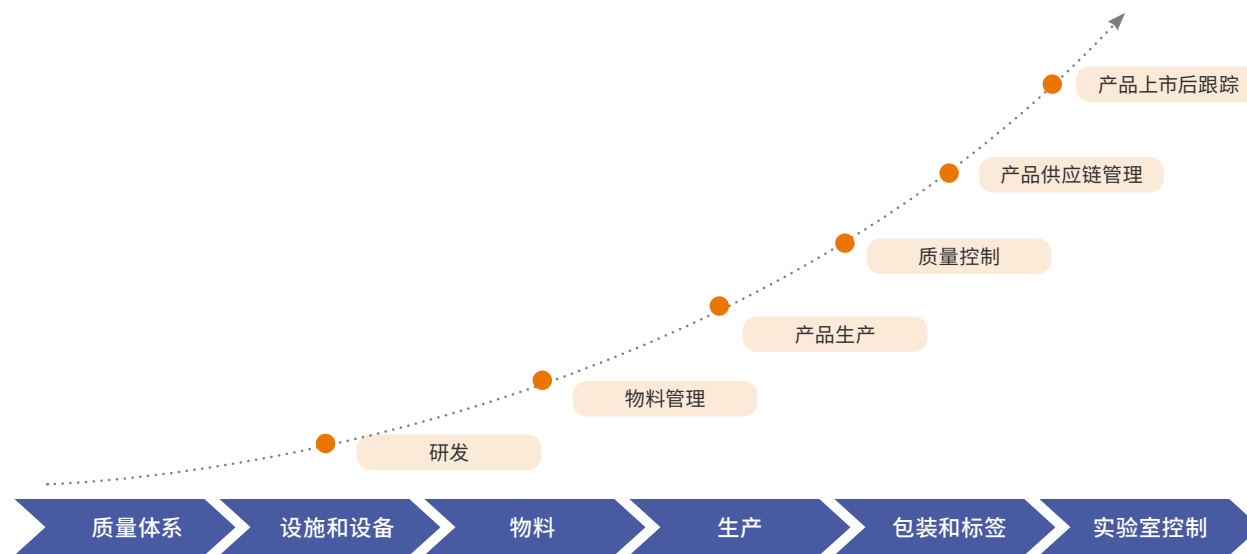 产品上市后跟踪
产品供应链管理
质量控制
产品生产
物料管理
研发
质量体系
设施和设备
物料
生产
包装和标签
实验室控制